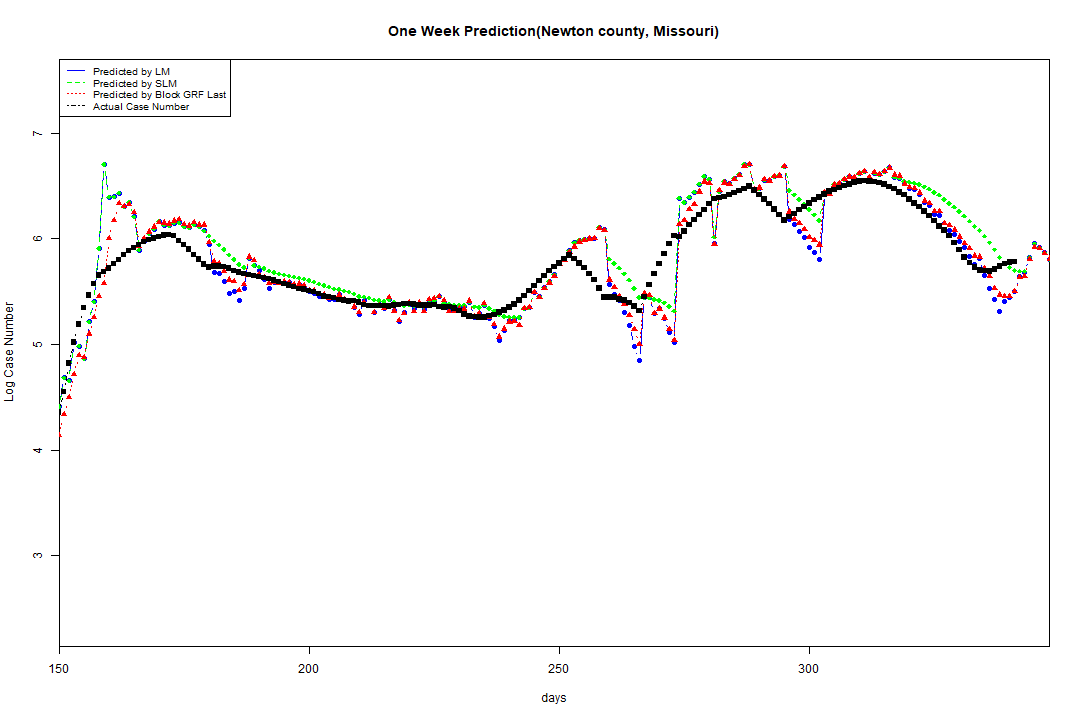 One Week Prediction(Newton county, Missouri)
Predicted by LM
Predicted by SLM
Predicted by Block GRF Last
Actual Case Number
7
6
5
4
3
Log Case Number
150 200 250 300
days